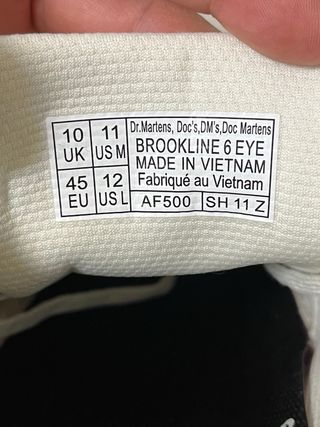 10 UK
11 US M
45 EU
12 US L
Dr.Martens, Doc's,DM's,Doc Martens
BROOKLINE 6 EYE
MADE IN VIETNAM
Fabriqué au Vietnam
AF500
SH 11 Z